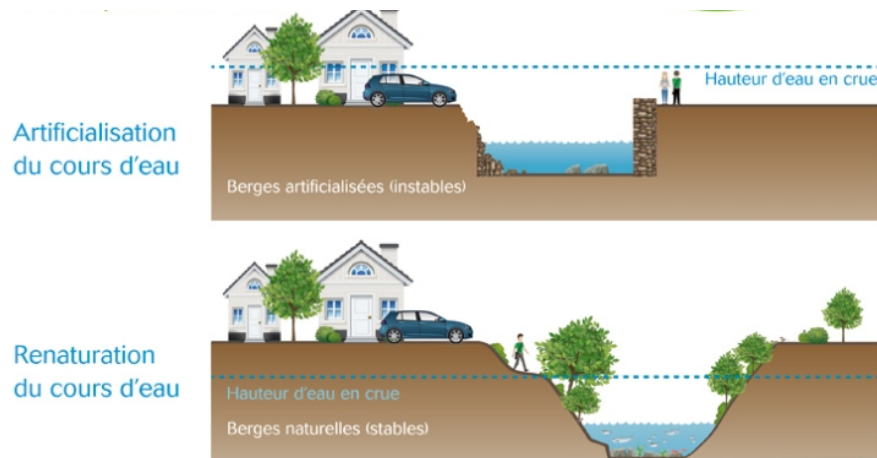 Hauteur d'eau en crue
Artificialisation
du cours d'eau
Berges artificialisées (instables)
Renaturation
du cours d'eau
Hauteur d'eau en crue
Berges naturelles (stables)